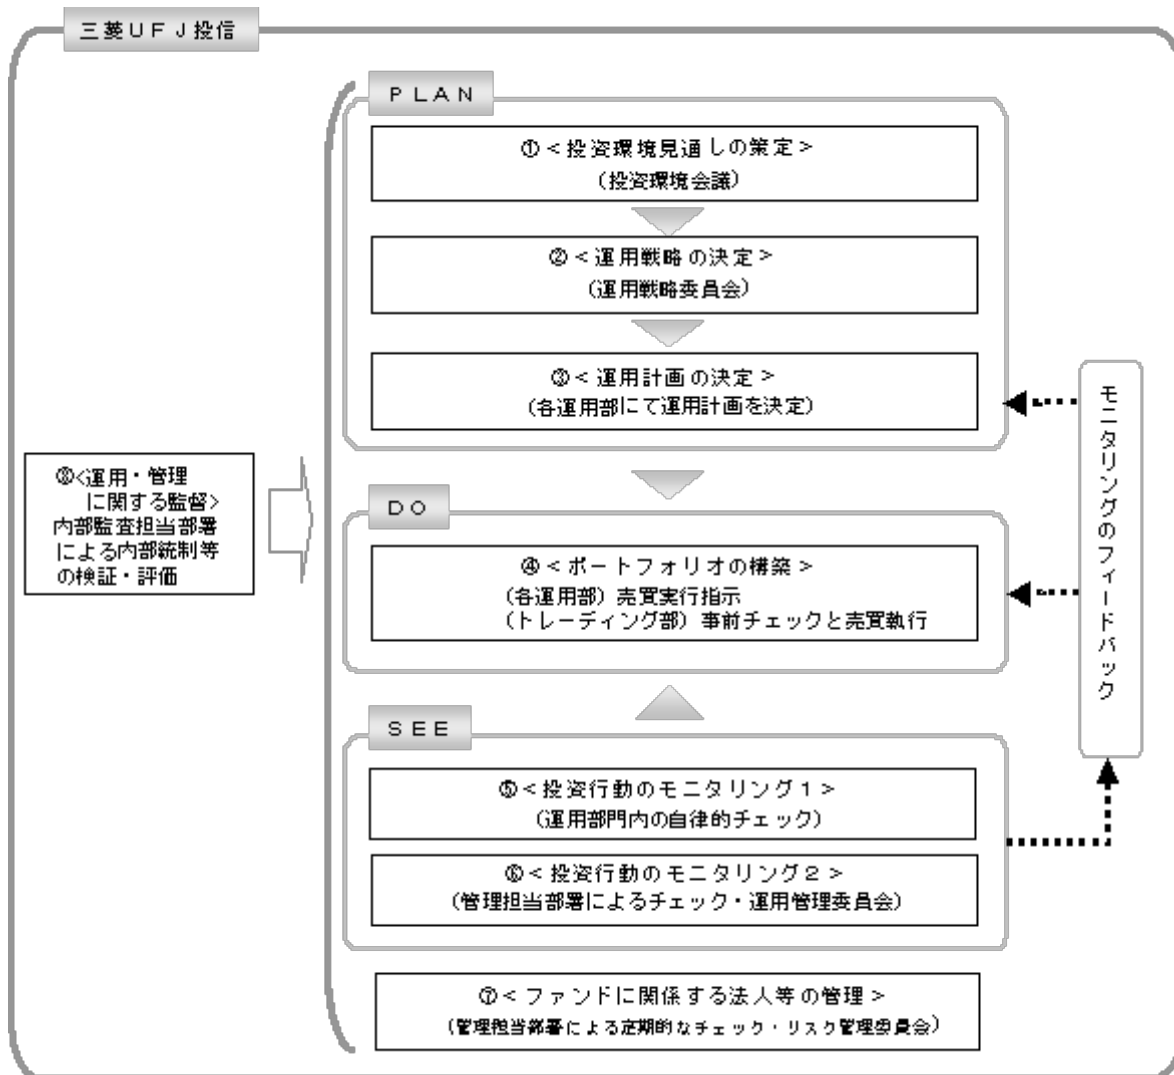 三菱UFJ投信
PLAN
①<投資環境見通しの策定>
(投資環境会議)
②<運用戦略の決定>
(運用戦略委員会)
③<運用計画の決定>
(各運用部にて運用計画を決定)
⑧<運用・管理
に関する監督>
内部監査担当部署
による内部統制等
の検証・評価
DO
④<ポートフォリオの構築>
(各運用部)売買実行指示
(トレーディング部)事前チェックと売買執行
モニタリングのフィードバック
SEE
⑤<投資行動のモニタリング1>
(運用部門内の自律的チェック)
⑥<投資行動のモニタリング2>
(管理担当部署によるチェック・運用管理委員会)
⑦<ファンドに関係する法人等の管理>
(管理担当部署による定期的なチェック・リスク管理委員会)